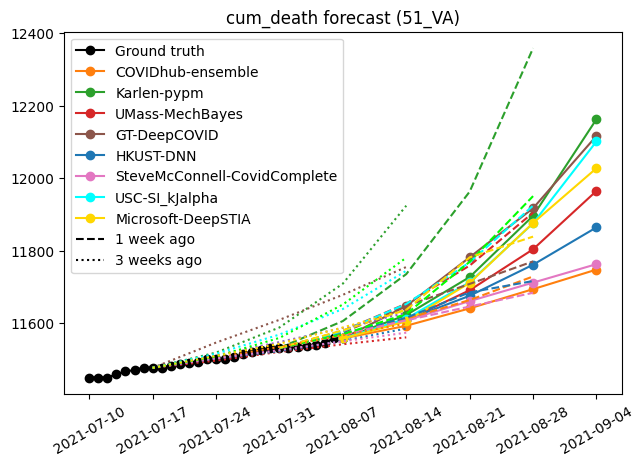 cum_death forecast (51_VA)
12400
12200
12000
11800
11600
Ground truth
COVIDhub-ensemble
Karlen-pypm
UMass-MechBayes
GT-DeepCOVID
HKUST-DNN
SteveMcConnell-CovidComplete
USC-SI_kJalpha
Microsoft-DeepSTIA
1 week ago
3 weeks ago
2021-07-10
2021-07-17
2021-07-24
2021-07-31
2021-08-07
2021-08-14
2021-08-21
2021-08-28
2021-09-04